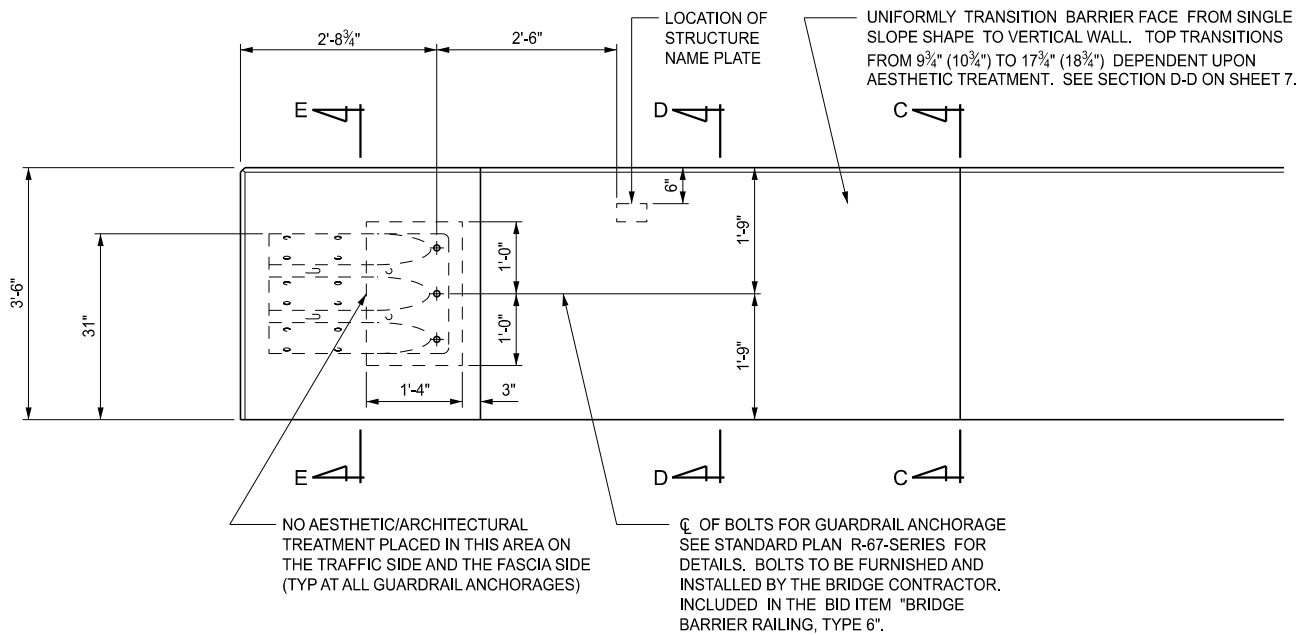 LOCATION OF
STRUCTURE
NAME PLATE
UNIFORMLY TRANSITION BARRIER FACE FROM SINGLE
SLOPE SHAPE TO VERTICAL WALL. TOP TRANSITIONS
FROM 9¾" (10¾") TO 17¾" (18¾") DEPENDENT UPON
AESTHETIC TREATMENT. SEE SECTION D-D ON SHEET 7.
2'-8¾"
2'-6"
E
D
C
6"
3'-6"
31"
1'-0"
1'-0"
1'-9"
1'-9"
1'-4"
3"
E
D
C
NO AESTHETIC/ARCHITECTURAL
TREATMENT PLACED IN THIS AREA ON
THE TRAFFIC SIDE AND THE FASCIA SIDE
(TYP AT ALL GUARDRAIL ANCHORAGES)
℄ OF BOLTS FOR GUARDRAIL ANCHORAGE
SEE STANDARD PLAN R-67-SERIES FOR
DETAILS. BOLTS TO BE FURNISHED AND
INSTALLED BY THE BRIDGE CONTRACTOR.
INCLUDED IN THE BID ITEM "BRIDGE
BARRIER RAILING, TYPE 6".